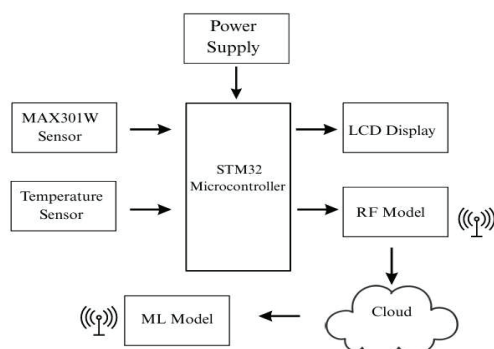 Power
Supply
MAX301W
Sensor
STM32
Microcontroller
LCD Display
Temperature
Sensor
RF Model
ML Model
Cloud